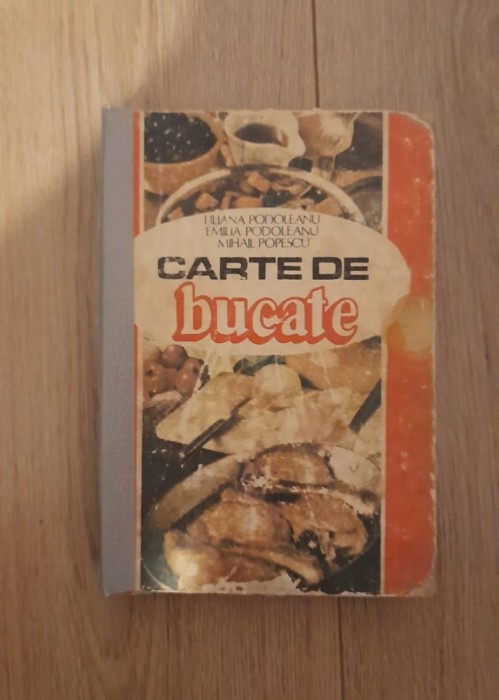 LILIANA PODOLEANU
EMILIA PODOLEANU
MIHAIL POPESCU
CARTE DE
bucate